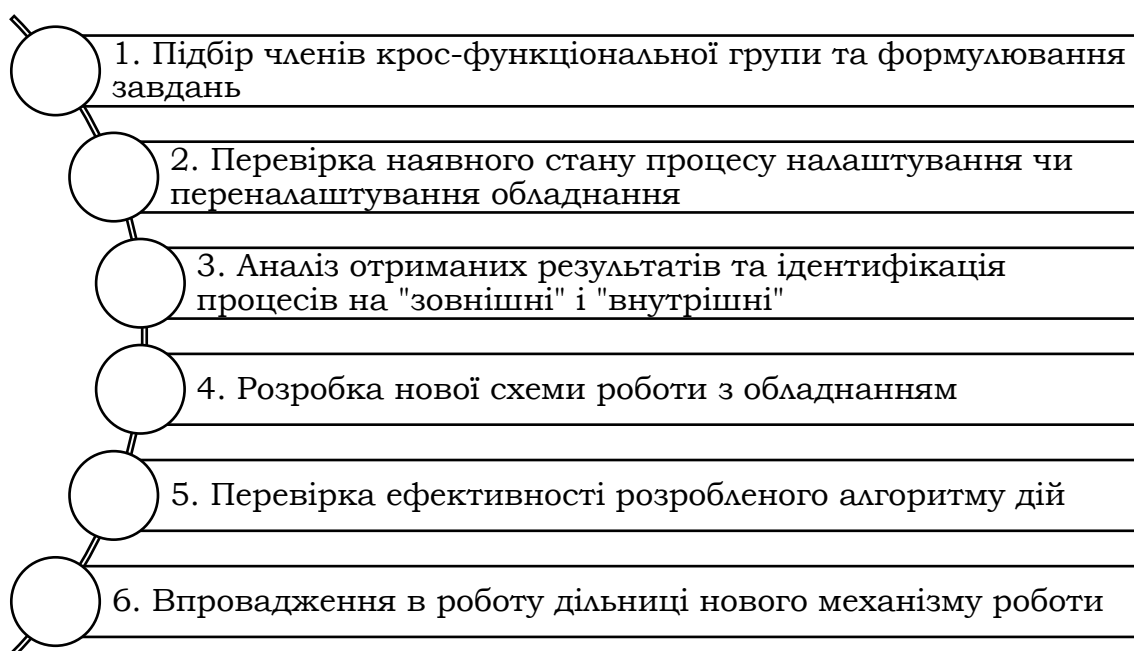 1. Підбір членів крос-функціональної групи та формулювання
завдань
2. Перевірка наявного стану процесу налаштування чи
переналаштування обладнання
3. Аналіз отриманих результатів та ідентифікація
процесів на "зовнішні" і "внутрішні"
4. Розробка нової схеми роботи з обладнанням
5. Перевірка ефективності розробленого алгоритму дій
6. Впровадження в роботу дільниці нового механізму роботи